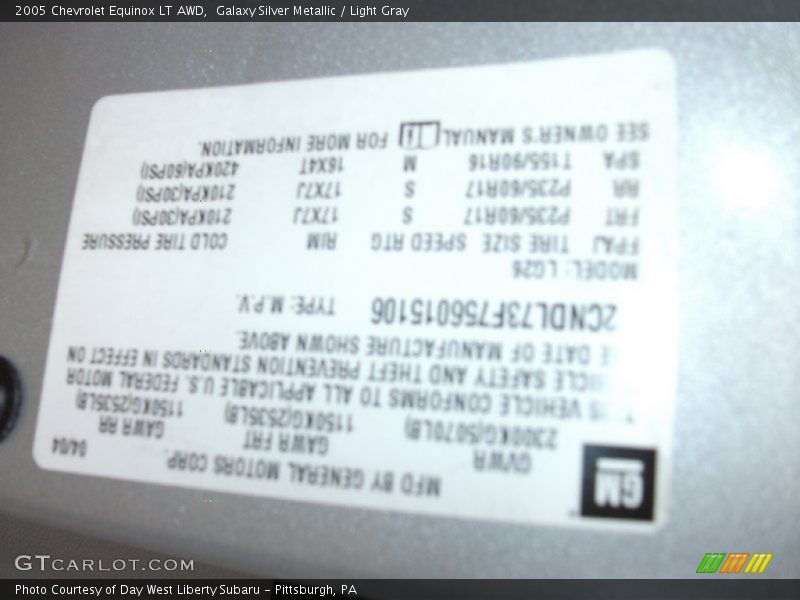 2005 Chevrolet Equinox LT AWD,  Galaxy Silver Metallic / Light Gray
GM
MFD BY GENERAL MOTORS CORP.
04/04
GVWR GAWR FRT GAWR RR
2300KG(5070LB) 1150KG(2535LB) 1150KG(2535LB)
VEHICLE CONFORMS TO ALL APPLICABLE U.S. FEDERAL MOTOR
SAFETY AND THEFT PREVENTION STANDARDS IN EFFECT
DATE OF MANUFACTURE SHOWN ABOVE.
2CNDL73F756015106 TYPE: M.P.V.
MODEL: LG26
FPAJ TIRE SIZE SPEED RTG RIM COLD TIRE PRESSURE
FRT P235/60R17 S 17X7J 210KPA(30PSI)
RR P235/60R17 S 17X7J 210KPA(30PSI)
SPA T155/90R16 M 16X4T 420KPA(60PSI)
SEE OWNER'S MANUAL FOR MORE INFORMATION.
GTCARLOT.COM
Photo Courtesy of Day West Liberty Subaru - Pittsburgh, PA